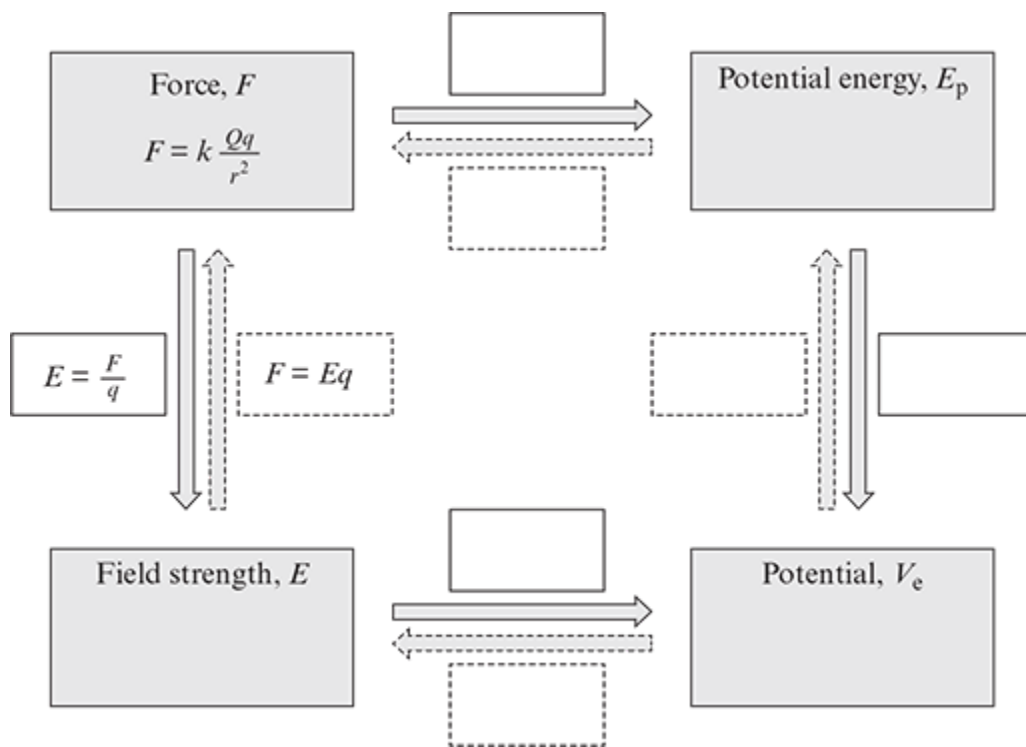 Force, F
F = k Qq/r²
Potential energy, Eₚ
E = F/q
F = Eq
Field strength, E
Potential, Vₑ